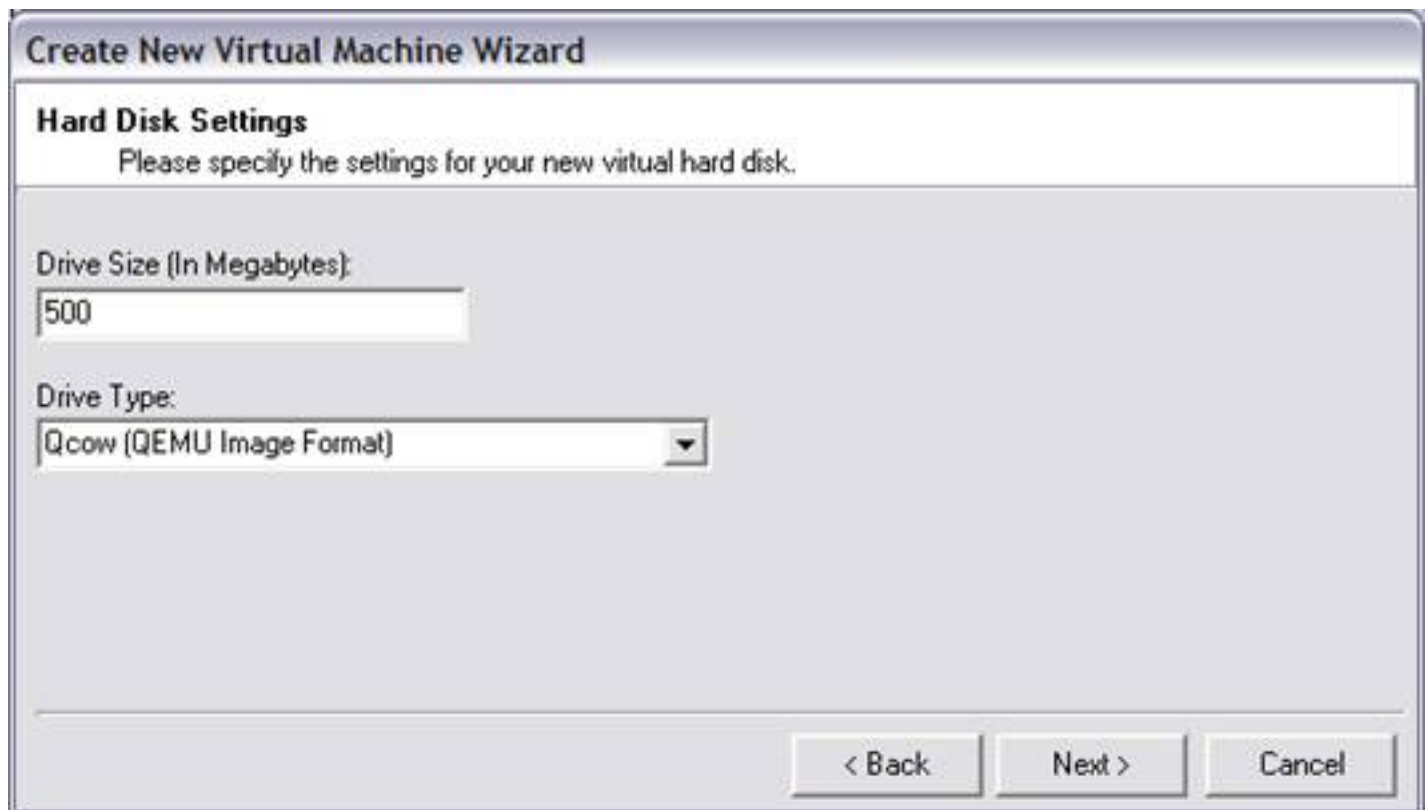 Create New Virtual Machine Wizard
Hard Disk Settings
Please specify the settings for your new virtual hard disk.
Drive Size (In Megabytes):
500
Drive Type:
Qcow (QEMU Image Format)
< Back
Next >
Cancel